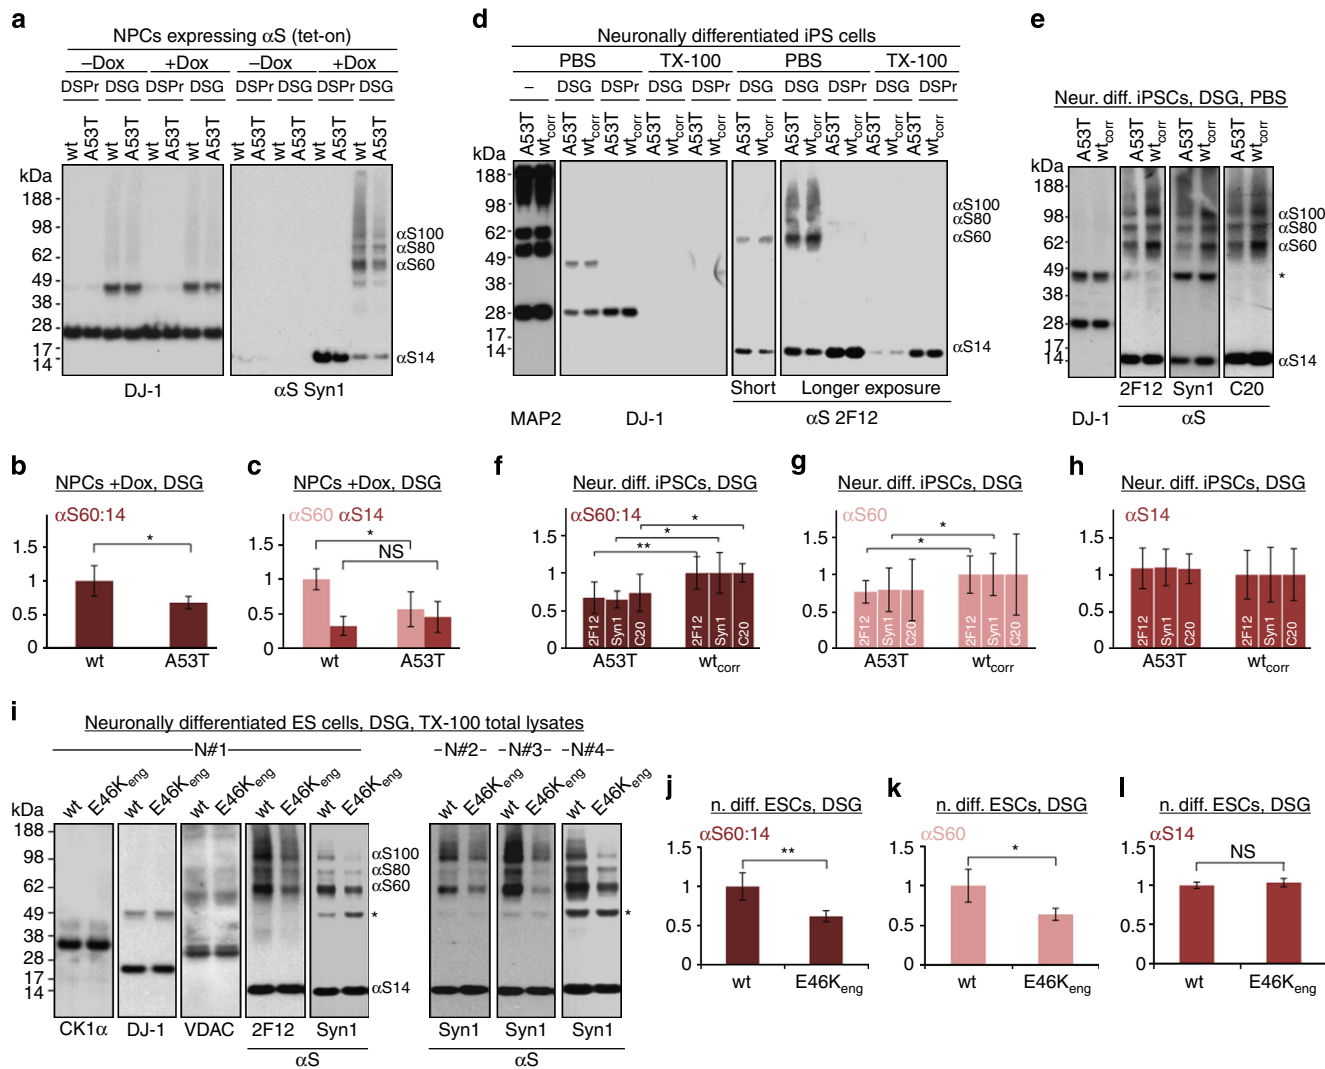 a
NPCs expressing αS (tet-on)
–Dox +Dox –Dox +Dox
DSPr DSG DSPr DSG DSPr DSG DSPr DSG
wt A53T wt A53T wt A53T wt A53T wt A53T wt A53T wt A53T wt A53T
kDa
188
98
62
49
38
28
17
14
αS100
αS80
αS60
αS14
DJ-1 αS Syn1
d
Neuronally differentiated iPS cells
PBS TX-100 PBS TX-100
– DSG DSPr DSG DSPr DSG DSG DSPr DSG DSPr
A53T wtcorr A53T wtcorr A53T wtcorr A53T wtcorr A53T wtcorr A53T wtcorr A53T wtcorr A53T wtcorr A53T wtcorr A53T wtcorr
kDa
188
98
62
49
38
28
17
14
αS100
αS80
αS60
αS14
Short Longer exposure
MAP2 DJ-1 αS 2F12
e
Neur. diff. iPSCs, DSG, PBS
A53T wtcorr A53T wtcorr A53T wtcorr A53T wtcorr
kDa
188
98
62
49
38
28
17
14
αS100
αS80
αS60
*
αS14
2F12 Syn1 C20
DJ-1 αS
b
NPCs +Dox, DSG
αS60:14
1.5
1
0.5
0
*
wt A53T
c
NPCs +Dox, DSG
αS60 αS14
1.5
1
0.5
0
*
NS
wt A53T
f
Neur. diff. iPSCs, DSG
αS60:14
1.5
1
0.5
0
*
*
**
2F12 Syn1 C20 2F12 Syn1 C20
A53T wtcorr
g
Neur. diff. iPSCs, DSG
αS60
1.5
1
0.5
0
*
*
2F12 Syn1 C20 2F12 Syn1 C20
A53T wtcorr
h
Neur. diff. iPSCs, DSG
αS14
1.5
1
0.5
0
2F12 Syn1 C20 2F12 Syn1 C20
A53T wtcorr
i
Neuronally differentiated ES cells, DSG, TX-100 total lysates
N#1 –N#2– –N#3– –N#4–
wt E46Keng wt E46Keng wt E46Keng wt E46Keng wt E46Keng wt E46Keng wt E46Keng wt E46Keng
kDa
188
98
62
49
38
28
17
14
αS100
αS80
αS60
*
αS14
*
CK1α DJ-1 VDAC 2F12 Syn1 Syn1 Syn1 Syn1
αS αS
j
n. diff. ESCs, DSG
αS60:14
1.5
1
0.5
0
**
wt E46Keng
k
n. diff. ESCs, DSG
αS60
1.5
1
0.5
0
*
wt E46Keng
l
n. diff. ESCs, DSG
αS14
1.5
1
0.5
0
NS
wt E46Keng